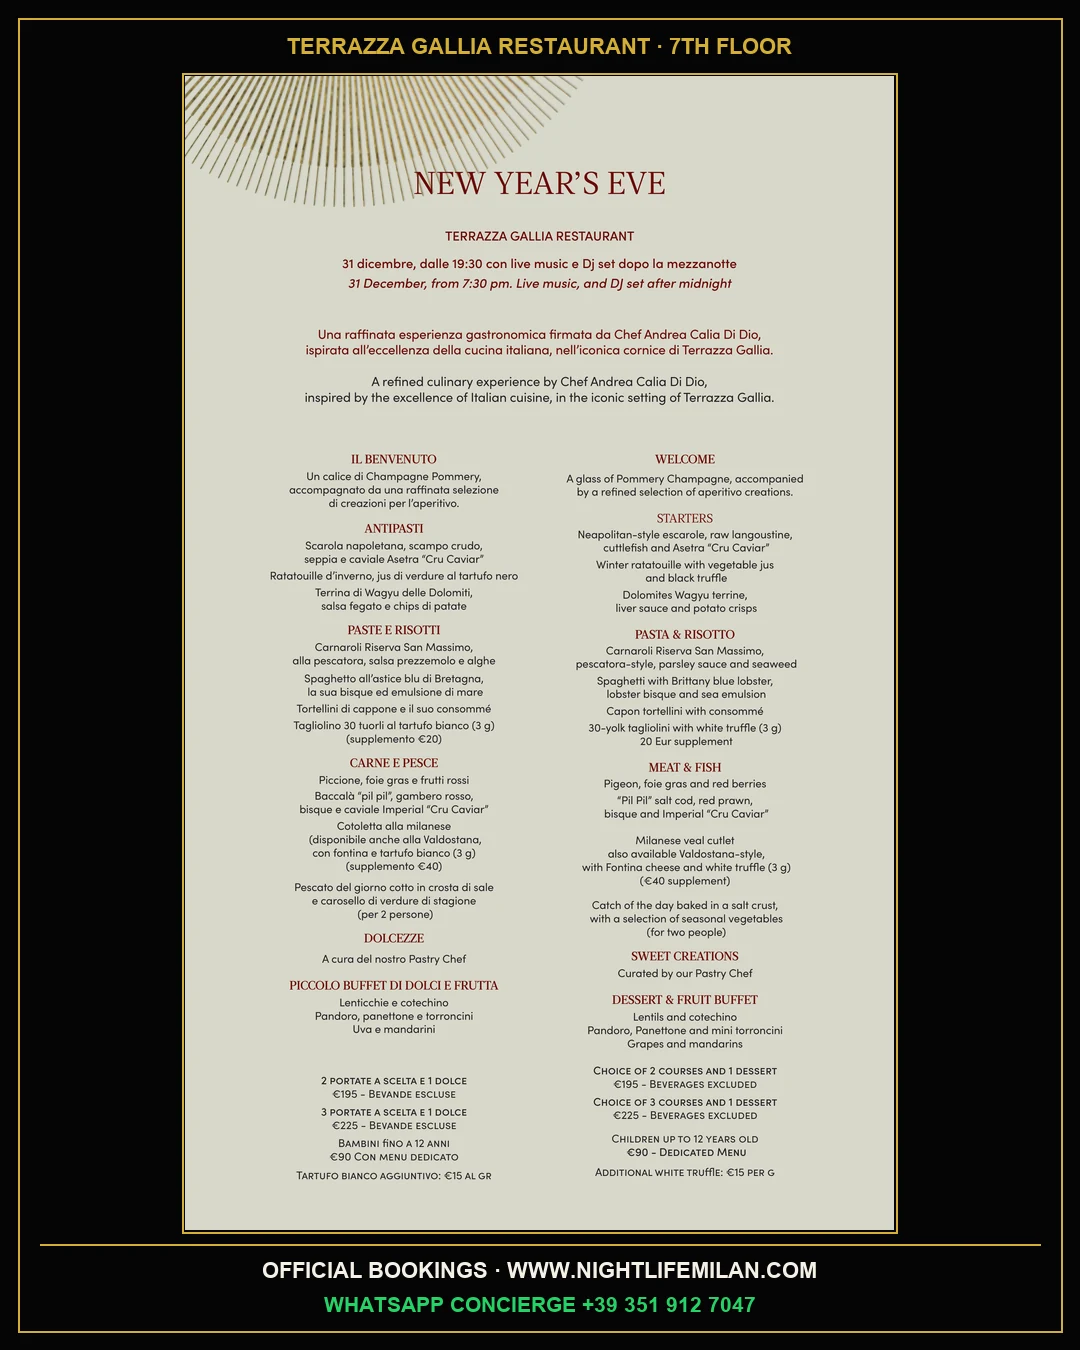 TERRAZZA GALLIA RESTAURANT · 7TH FLOOR
NEW YEAR’S EVE
TERRAZZA GALLIA RESTAURANT
31 dicembre, dalle 19:30 con live music e Dj set dopo la mezzanotte
31 December, from 7:30 pm. Live music, and DJ set after midnight
Una raffinata esperienza gastronomica firmata da Chef Andrea Calia Di Dio,
ispirata all’eccellenza della cucina italiana, nell’iconica cornice di Terrazza Gallia.
A refined culinary experience by Chef Andrea Calia Di Dio,
inspired by the excellence of Italian cuisine, in the iconic setting of Terrazza Gallia.
IL BENVENUTO
Un calice di Champagne Pommery,
accompagnato da una raffinata selezione
di creazioni per l’aperitivo.
ANTIPASTI
Scarola napoletana, scampo crudo,
seppia e caviale Asetra “Cru Caviar”
Ratatouille d’inverno, jus di verdure al tartufo nero
Terrina di Wagyu delle Dolomiti,
salsa fegato e chips di patate
PASTE E RISOTTI
Carnaroli Riserva San Massimo,
alla pescatora, salsa prezzemolo e alghe
Spaghetto all’astice blu di Bretagna,
la sua bisque ed emulsione di mare
Tortellini di cappone e il suo consommé
Tagliolino 30 tuorli al tartufo bianco (3 g)
(supplemento €20)
CARNE E PESCE
Piccione, foie gras e frutti rossi
Baccalà “pil pil”, gambero rosso,
bisque e caviale Imperial “Cru Caviar”
Cotoletta alla milanese
(disponibile anche alla Valdostana,
con fontina e tartufo bianco (3 g)
(supplemento €40)
Pescato del giorno cotto in crosta di sale
e carosello di verdure di stagione
(per 2 persone)
DOLCEZZE
A cura del nostro Pastry Chef
PICCOLO BUFFET DI DOLCI E FRUTTA
Lenticchie e cotechino
Pandoro, panettone e torroncini
Uva e mandarini
2 PORTATE A SCELTA E 1 DOLCE
€195 - BEVANDE ESCLUSE
3 PORTATE A SCELTA E 1 DOLCE
€225 - BEVANDE ESCLUSE
BAMBINI fiNO A 12 ANNI
€90 CON MENU DEDICATO
TARTUFO BIANCO AGGIUNTIVO: €15 AL GR
WELCOME
A glass of Pommery Champagne, accompanied
by a refined selection of aperitivo creations.
STARTERS
Neapolitan-style escarole, raw langoustine,
cuttlefish and Asetra “Cru Caviar”
Winter ratatouille with vegetable jus
and black truffle
Dolomites Wagyu terrine,
liver sauce and potato crisps
PASTA & RISOTTO
Carnaroli Riserva San Massimo,
pescatora-style, parsley sauce and seaweed
Spaghetti with Brittany blue lobster,
lobster bisque and sea emulsion
Capon tortellini with consommé
30-yolk tagliolini with white truffle (3 g)
20 Eur supplement
MEAT & FISH
Pigeon, foie gras and red berries
“Pil Pil” salt cod, red prawn,
bisque and Imperial “Cru Caviar”
Milanese veal cutlet
also available Valdostana-style,
with Fontina cheese and white truffle (3 g)
(€40 supplement)
Catch of the day baked in a salt crust,
with a selection of seasonal vegetables
(for two people)
SWEET CREATIONS
Curated by our Pastry Chef
DESSERT & FRUIT BUFFET
Lentils and cotechino
Pandoro, Panettone and mini torroncini
Grapes and mandarins
CHOICE OF 2 COURSES AND 1 DESSERT
€195 - BEVERAGES EXCLUDED
CHOICE OF 3 COURSES AND 1 DESSERT
€225 - BEVERAGES EXCLUDED
CHILDREN UP TO 12 YEARS OLD
€90 - DEDICATED MENU
ADDITIONAL WHITE TRUffLE: €15 PER G
OFFICIAL BOOKINGS · WWW.NIGHTLIFEMILAN.COM
WHATSAPP CONCIERGE +39 351 912 7047